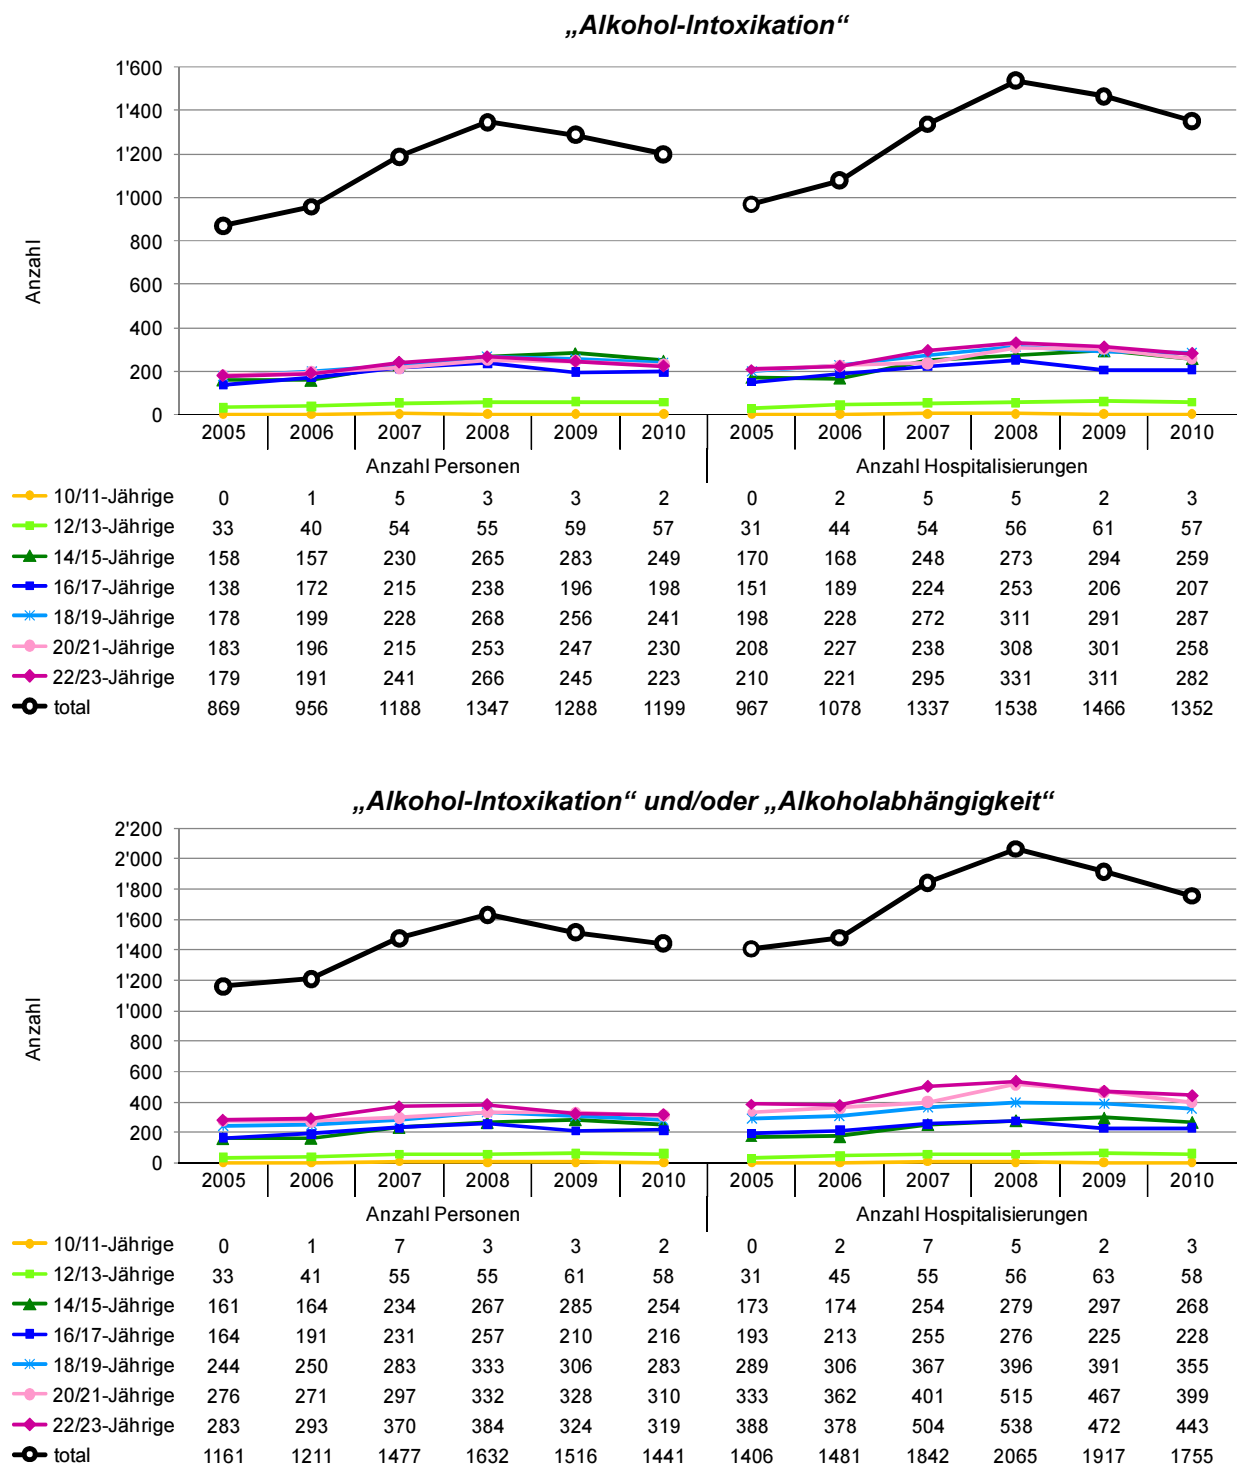 „Alkohol-Intoxikation“
1'600
1'400
1'200
1'000
800
600
400
200
0
Anzahl
2005 2006 2007 2008 2009 2010 2005 2006 2007 2008 2009 2010
Anzahl Personen Anzahl Hospitalisierungen
10/11-Jährige 0 1 5 3 3 2 0 2 5 5 2 3
12/13-Jährige 33 40 54 55 59 57 31 44 54 56 61 57
14/15-Jährige 158 157 230 265 283 249 170 168 248 273 294 259
16/17-Jährige 138 172 215 238 196 198 151 189 224 253 206 207
18/19-Jährige 178 199 228 268 256 241 198 228 272 311 291 287
20/21-Jährige 183 196 215 253 247 230 208 227 238 308 301 258
22/23-Jährige 179 191 241 266 245 223 210 221 295 331 311 282
total 869 956 1188 1347 1288 1199 967 1078 1337 1538 1466 1352
„Alkohol-Intoxikation“ und/oder „Alkoholabhängigkeit“
2'200
2'000
1'800
1'600
1'400
1'200
1'000
800
600
400
200
0
Anzahl
2005 2006 2007 2008 2009 2010 2005 2006 2007 2008 2009 2010
Anzahl Personen Anzahl Hospitalisierungen
10/11-Jährige 0 1 7 3 3 2 0 2 7 5 2 3
12/13-Jährige 33 41 55 55 61 58 31 45 55 56 63 58
14/15-Jährige 161 164 234 267 285 254 173 174 254 279 297 268
16/17-Jährige 164 191 231 257 210 216 193 213 255 276 225 228
18/19-Jährige 244 250 283 333 306 283 289 306 367 396 391 355
20/21-Jährige 276 271 297 332 328 310 333 362 401 515 467 399
22/23-Jährige 283 293 370 384 324 319 388 378 504 538 472 443
total 1161 1211 1477 1632 1516 1441 1406 1481 1842 2065 1917 1755